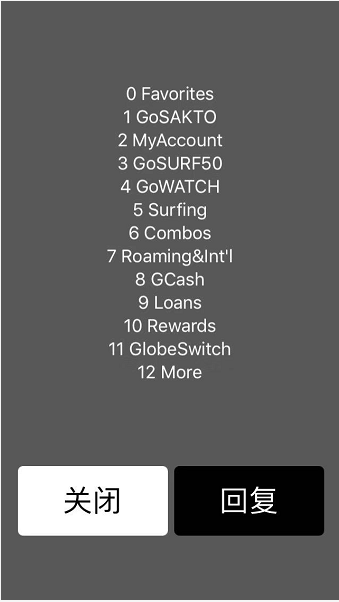 0 Favorites
1 GoSAKTO
2 MyAccount
3 GoSURF50
4 GoWATCH
5 Surfing
6 Combos
7 Roaming&Int'l
8 GCash
9 Loans
10 Rewards
11 GlobeSwitch
12 More
关闭
回复